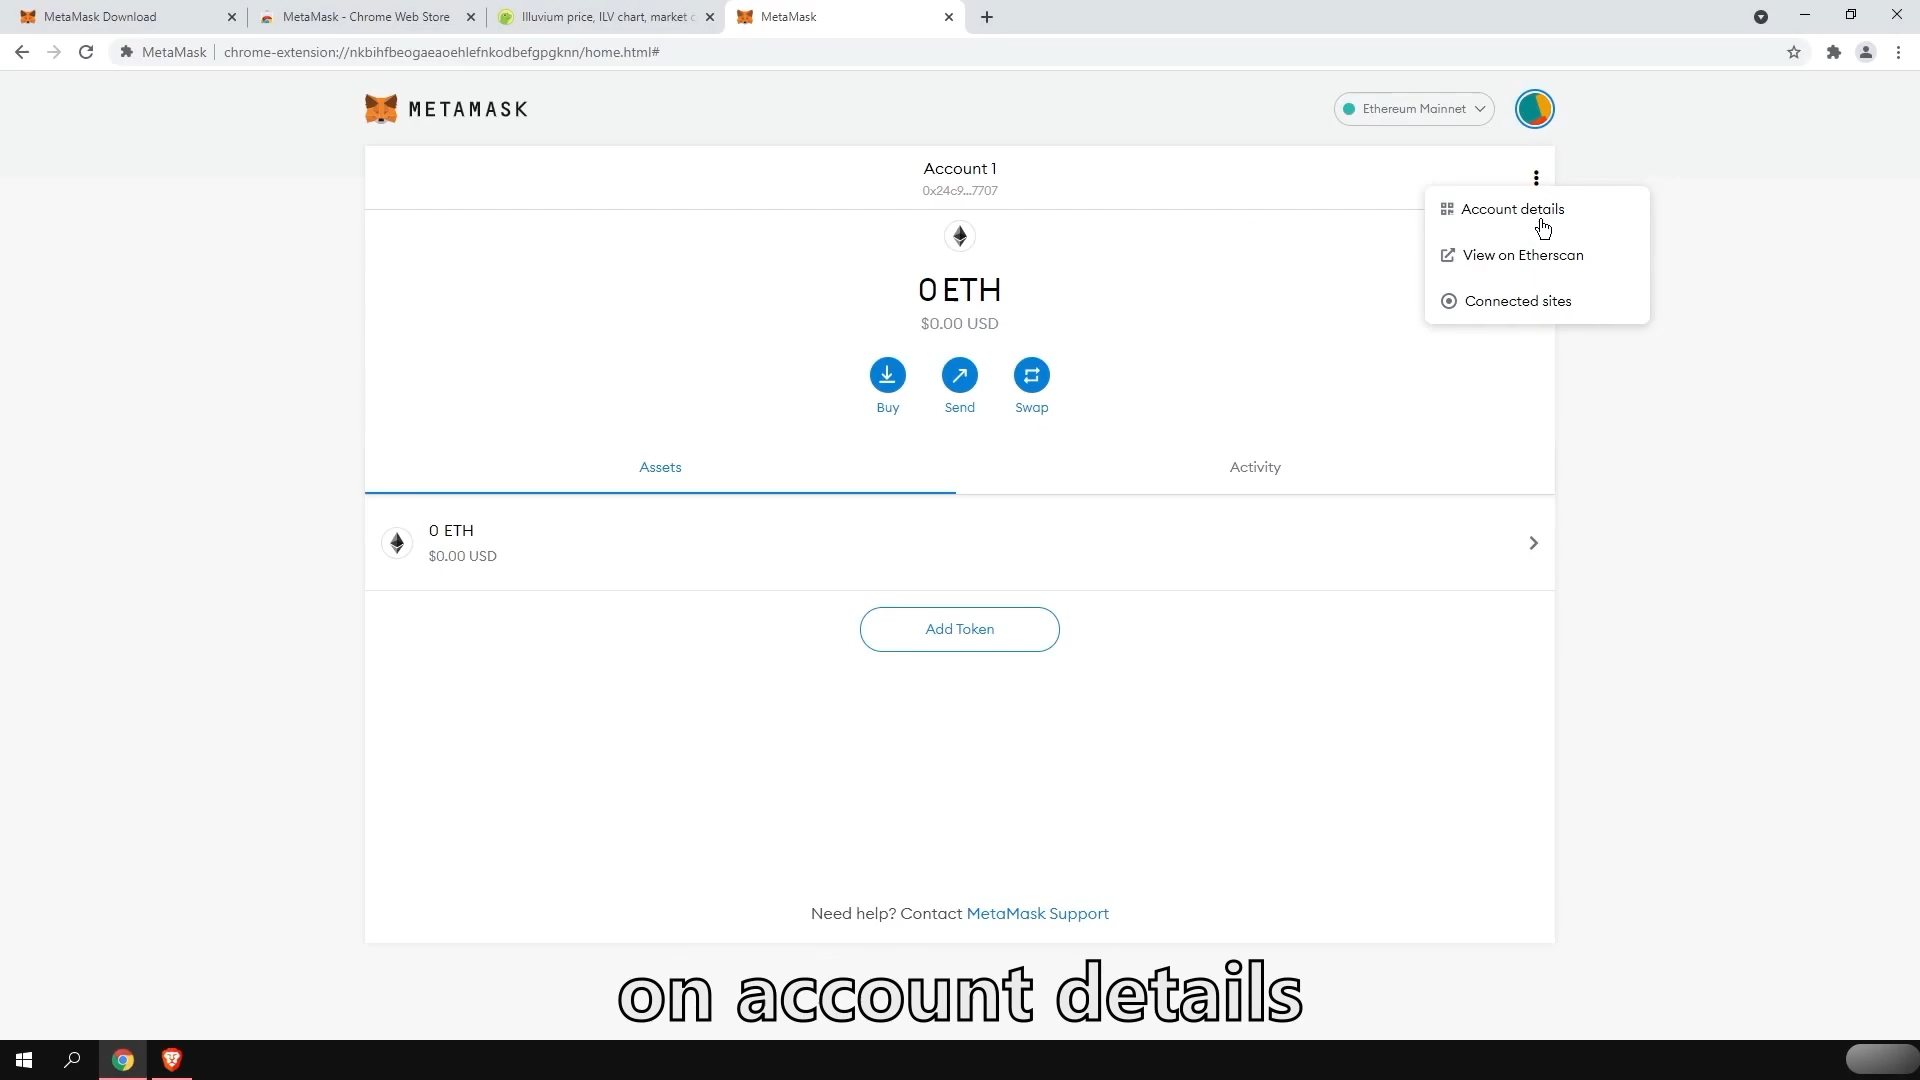 MetaMask Download
MetaMask - Chrome Web Store
Illuvium price, ILV chart, market c
MetaMask
MetaMask
chrome-extension://nkbihfbeogaeaoehlefnkodbefgpgknn/home.html#
METAMASK
Ethereum Mainnet
Account 1
0x24c9...7707
Account details
View on Etherscan
Connected sites
0 ETH
$0.00 USD
Buy
Send
Swap
Assets
Activity
0 ETH
$0.00 USD
Add Token
Need help? Contact MetaMask Support
on account details